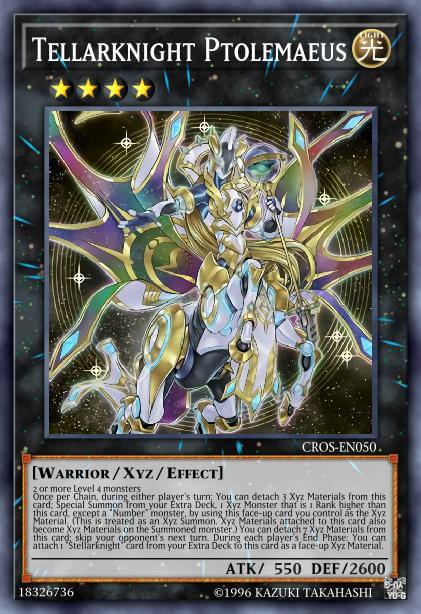 TELLARKNIGHT PTOLEMAEUS
LIGHT
光
CROS-EN050
[WARRIOR / XYZ / EFFECT]
2 or more Level 4 monsters
Once per Chain, during either player's turn: You can detach 3 Xyz Materials from this
card; Special Summon from your Extra Deck, 1 Xyz Monster that is 1 Rank higher than
this card, except a "Number" monster, by using this face-up card you control as the Xyz
Material. (This is treated as an Xyz Summon. Xyz Materials attached to this card also
become Xyz Materials on the Summoned monster.) You can detach 7 Xyz Materials from
this card; skip your opponent's next turn. During each player's End Phase: You can
attach 1 "Stellarknight" card from your Extra Deck to this card as a face-up Xyz Material.
ATK/ 550 DEF/2600
18326736
©1996 KAZUKI TAKAHASHI